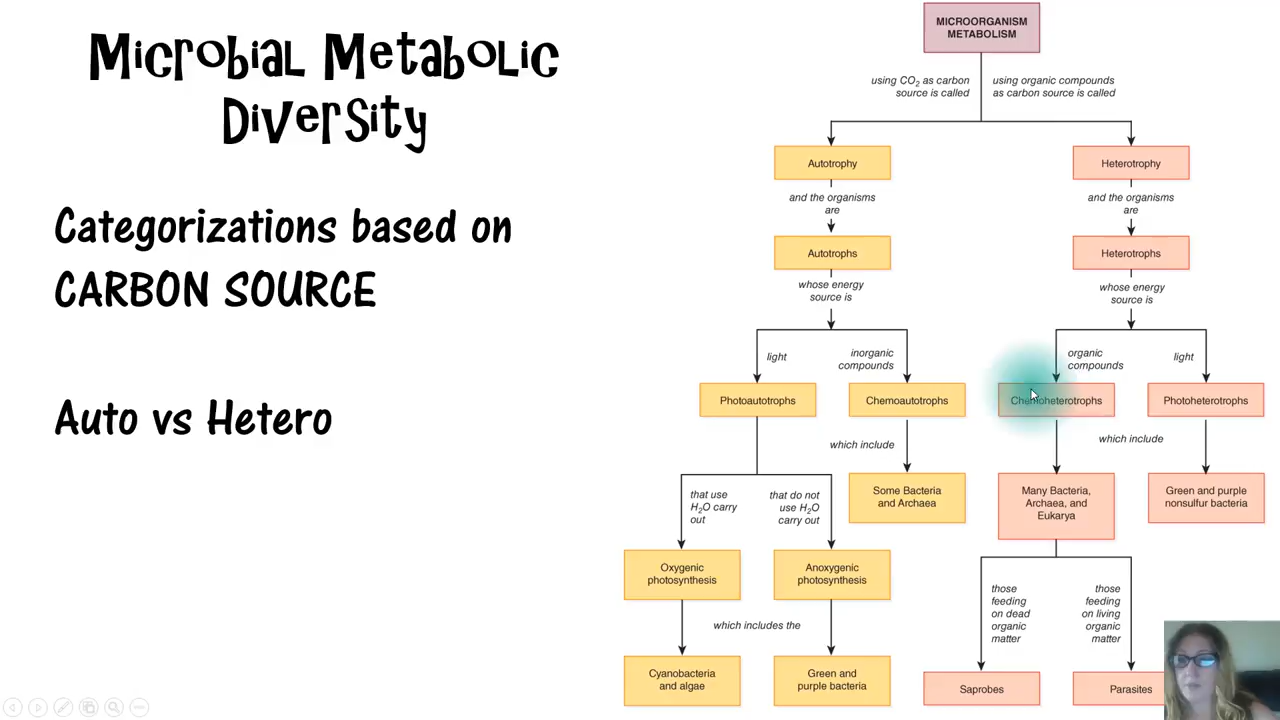 Microbial Metabolic
Diversity
Categorizations based on
CARBON SOURCE
Auto vs Hetero
MICROORGANISM
METABOLISM
using CO₂ as carbon
source is called
using organic compounds
as carbon source is called
Autotrophy
Heterotrophy
and the organisms
are
and the organisms
are
Autotrophs
Heterotrophs
whose energy
source is
whose energy
source is
light
inorganic
compounds
organic
compounds
light
Photoautotrophs
Chemoautotrophs
Chemoheterotrophs
Photoheterotrophs
which include
which include
that use
H₂O carry
out
that do not
use H₂O
carry out
Some Bacteria
and Archaea
Many Bacteria,
Archaea, and
Eukarya
Green and purple
nonsulfur bacteria
Oxygenic
photosynthesis
Anoxygenic
photosynthesis
those
feeding
on dead
organic
matter
those
feeding
on living
organic
matter
which includes the
Cyanobacteria
and algae
Green and
purple bacteria
Saprobes
Parasites